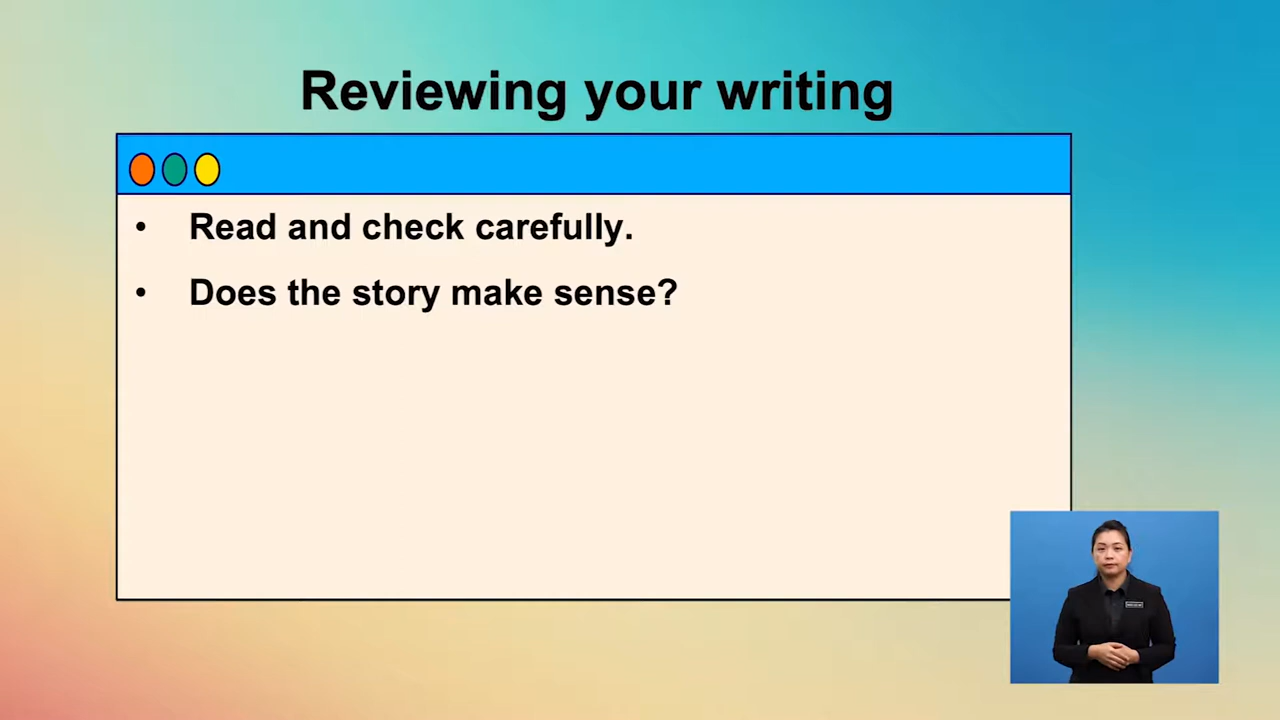 Reviewing your writing
• Read and check carefully.
• Does the story make sense?